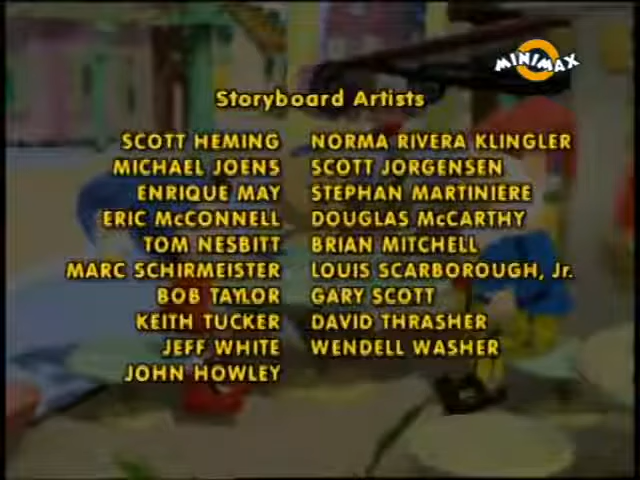 MINIMAX
Storyboard Artists
SCOTT HEMING NORMA RIVERA KLINGLER
MICHAEL JOENS SCOTT JORGENSEN
ENRIQUE MAY STEPHAN MARTINIERE
ERIC McCONNELL DOUGLAS McCARTHY
TOM NESBITT BRIAN MITCHELL
MARC SCHIRMEISTER LOUIS SCARBOROUGH, Jr.
BOB TAYLOR GARY SCOTT
KEITH TUCKER DAVID THRASHER
JEFF WHITE WENDELL WASHER
JOHN HOWLEY